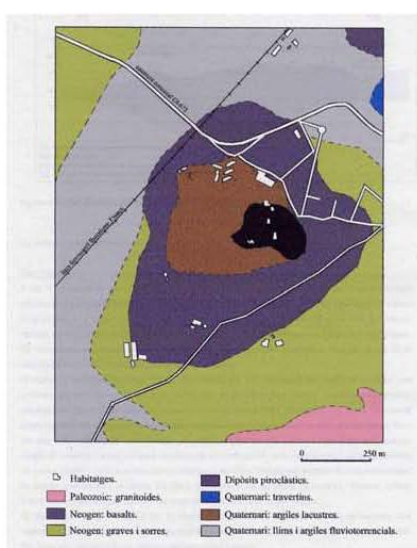 0 250 m
Habitatges.
Paleozoic: granitoides.
Neogen: basalts.
Neogen: graves i sorres.
Dipòsits piroclàstics.
Quaternari: travertins.
Quaternari: argiles lacustres.
Quaternari: llims i argiles fluviotorrencials.